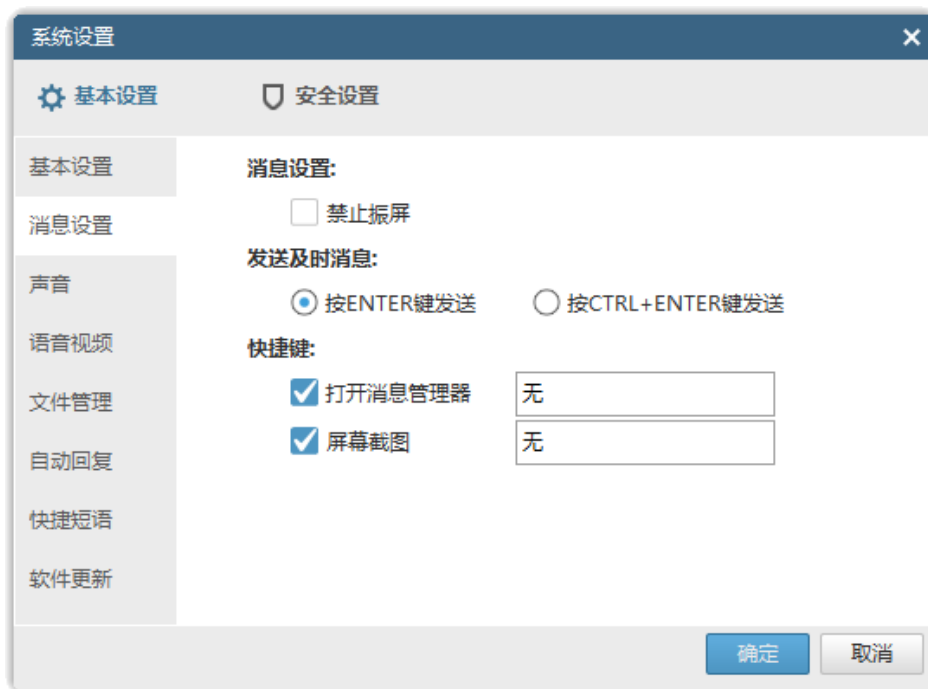 系统设置
基本设置 安全设置
基本设置
消息设置
声音
语音视频
文件管理
自动回复
快捷短语
软件更新
消息设置:
禁止振屏
发送及时消息:
按ENTER键发送 按CTRL+ENTER键发送
快捷键:
打开消息管理器 无
屏幕截图 无
确定 取消